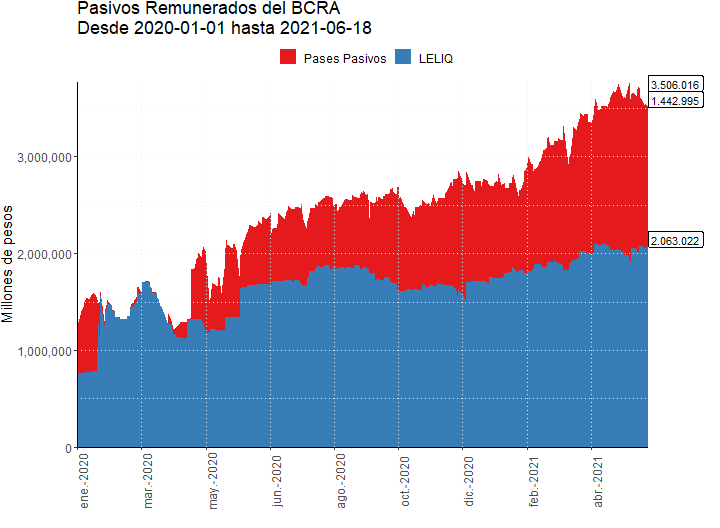 Pasivos Remunerados del BCRA
Desde 2020-01-01 hasta 2021-06-18
Pases Pasivos LELIQ
3.506.016
1.442.995
3,000,000
2.063.022
2,000,000
1,000,000
0
Millones de pesos
ene.-2020 mar.-2020 may.-2020 jun.-2020 ago.-2020 oct.-2020 dic.-2020 feb.-2021 abr.-2021